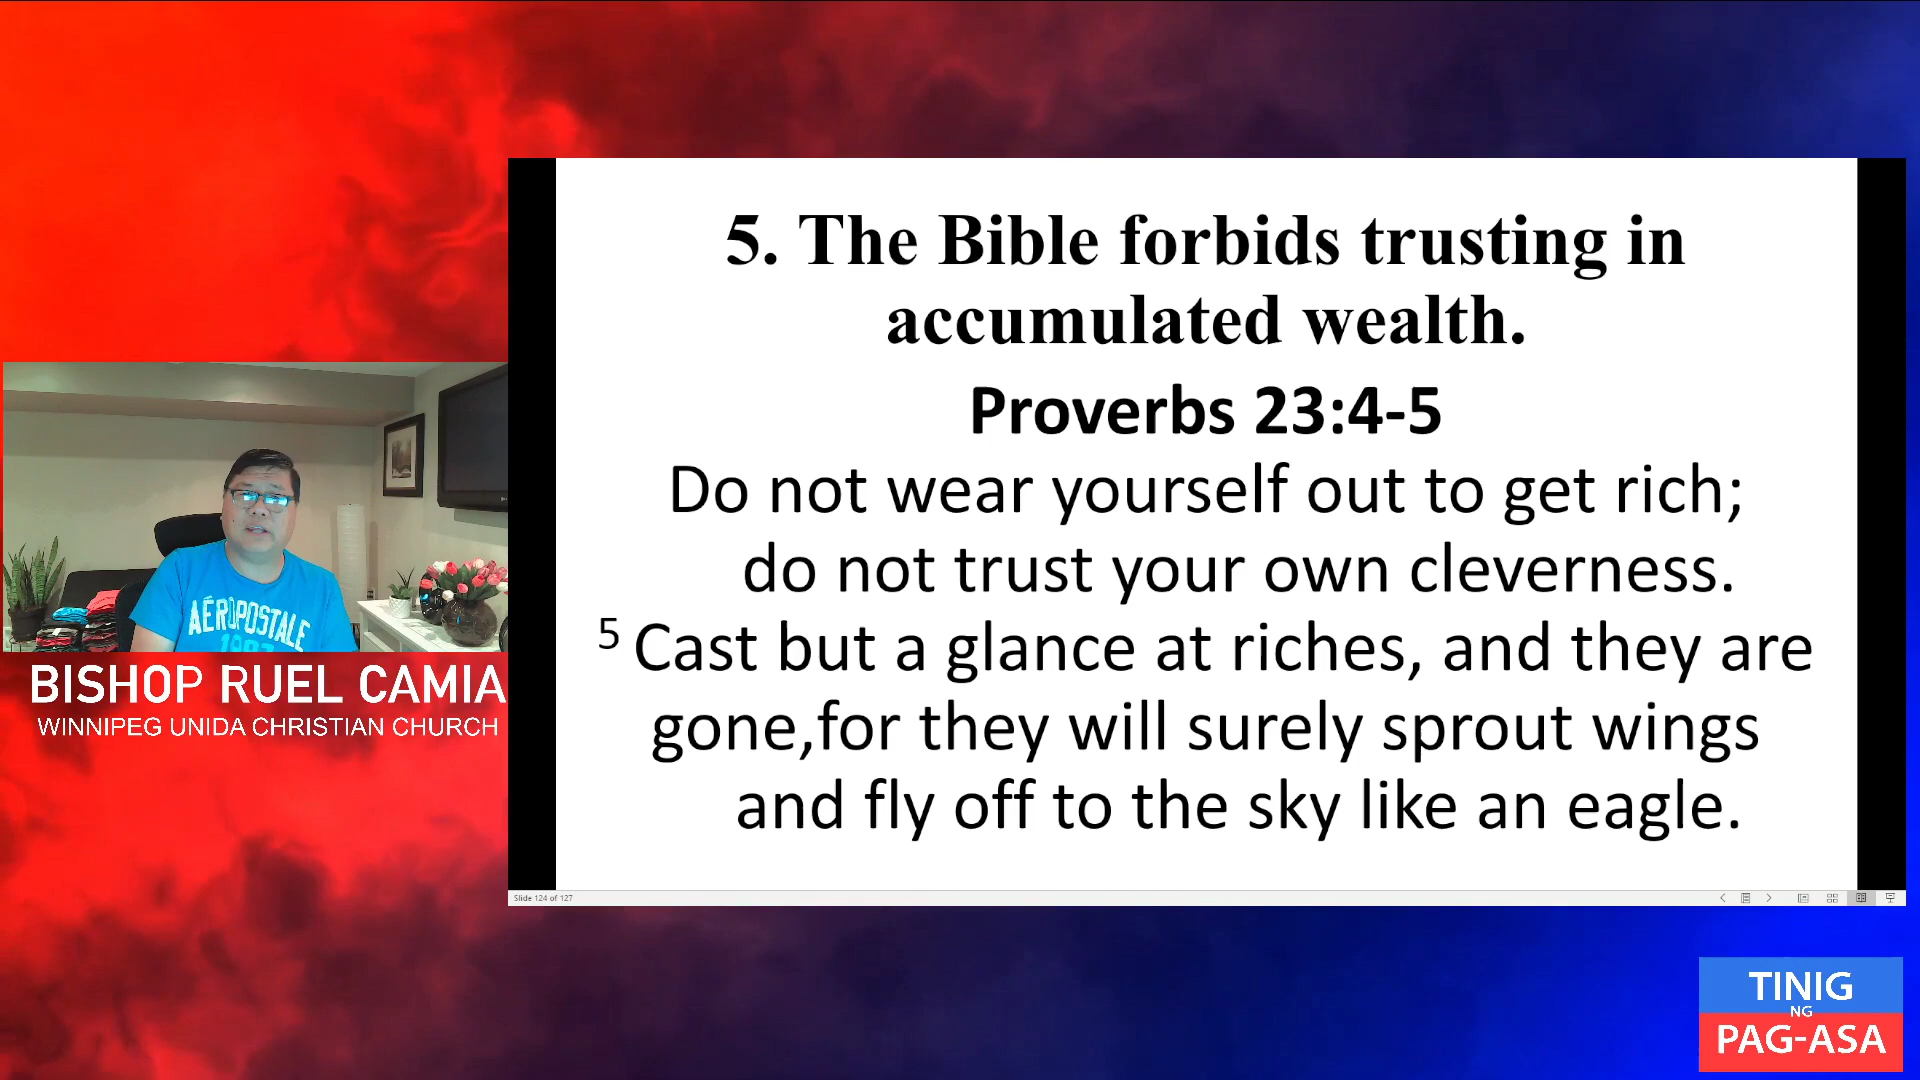 5. The Bible forbids trusting in
accumulated wealth.
Proverbs 23:4-5
Do not wear yourself out to get rich;
do not trust your own cleverness.
5 Cast but a glance at riches, and they are
gone,for they will surely sprout wings
and fly off to the sky like an eagle.
Slide 124 of 127
AÉROPOSTALE
1987
BISHOP RUEL CAMIA
WINNIPEG UNIDA CHRISTIAN CHURCH
TINIG
NG
PAG-ASA